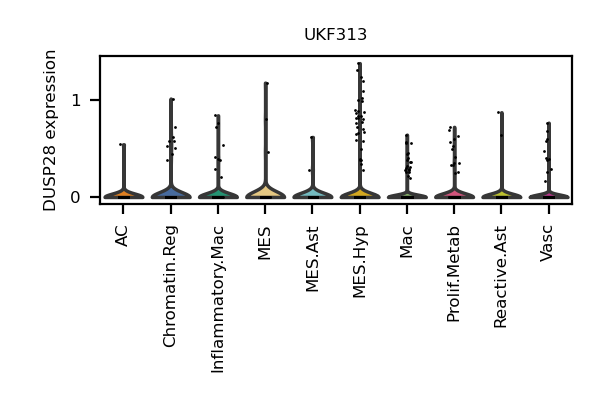 UKF313
DUSP28 expression
1
0
AC
Chromatin.Reg
Inflammatory.Mac
MES
MES.Ast
MES.Hyp
Mac
Prolif.Metab
Reactive.Ast
Vasc